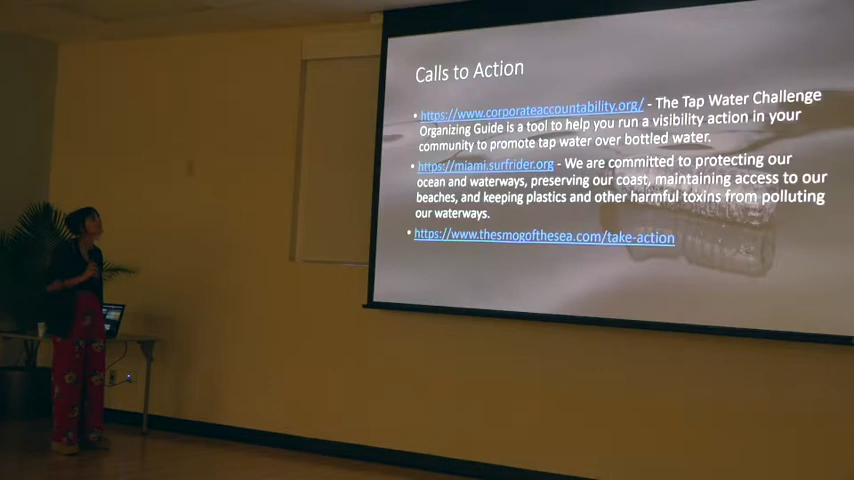 Calls to Action
• https://www.corporateaccountability.org/ - The Tap Water Challenge
Organizing Guide is a tool to help you run a visibility action in your
community to promote tap water over bottled water.
• https://miami.surfrider.org - We are committed to protecting our
ocean and waterways, preserving our coast, maintaining access to our
beaches, and keeping plastics and other harmful toxins from polluting
our waterways.
• https://www.thesmogofthesea.com/take-action